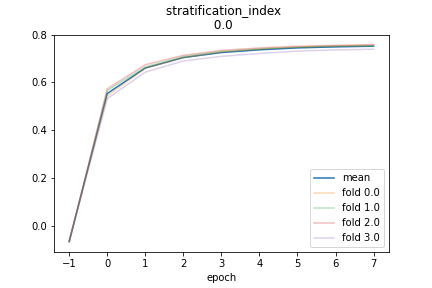 stratification_index
0.0
0.8
0.6
0.4
0.2
0.0
mean
fold 0.0
fold 1.0
fold 2.0
fold 3.0
−1 0 1 2 3 4 5 6 7
epoch